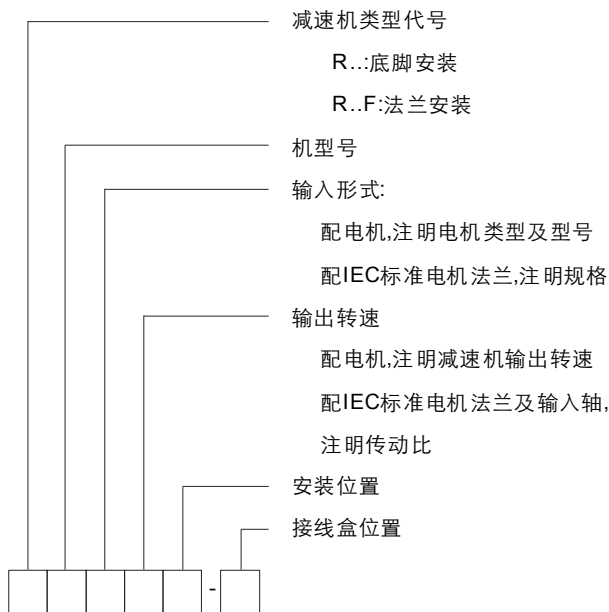 减速机类型代号
R..:底脚安装
R..F:法兰安装
机型号
输入形式:
配电机,注明电机类型及型号
配IEC标准电机法兰,注明规格
输出转速
配电机,注明减速机输出转速
配IEC标准电机法兰及输入轴,
注明传动比
安装位置
接线盒位置
-